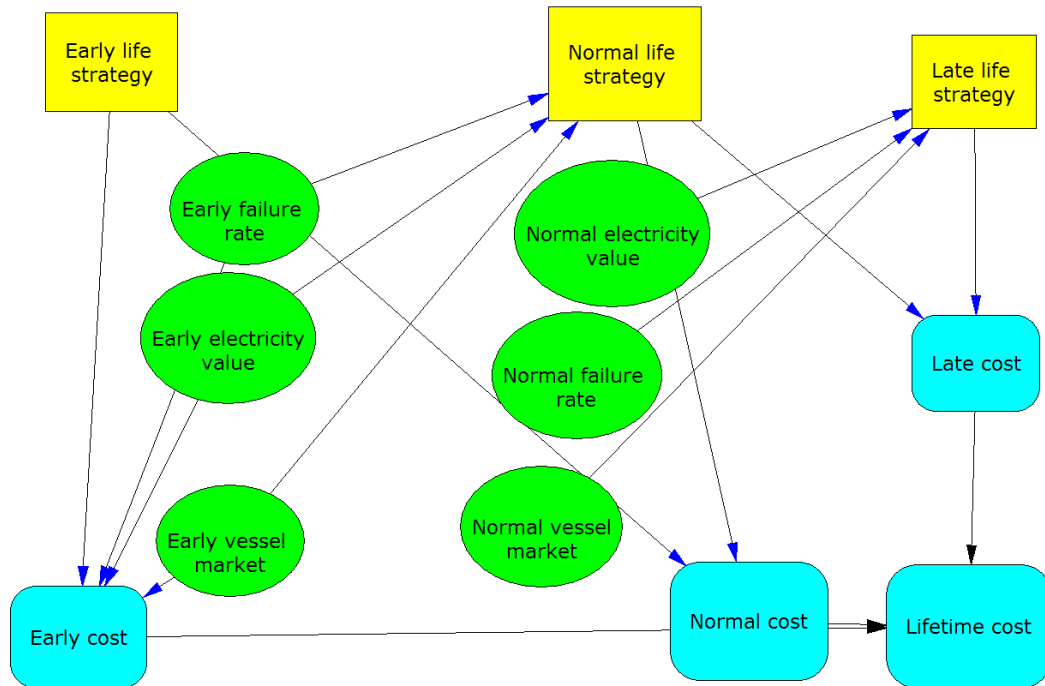 Early life
strategy
Normal life
strategy
Late life
strategy
Early failure
rate
Normal electricity
value
Early electricity
value
Normal failure
rate
Late cost
Early vessel
market
Normal vessel
market
Early cost
Normal cost
Lifetime cost